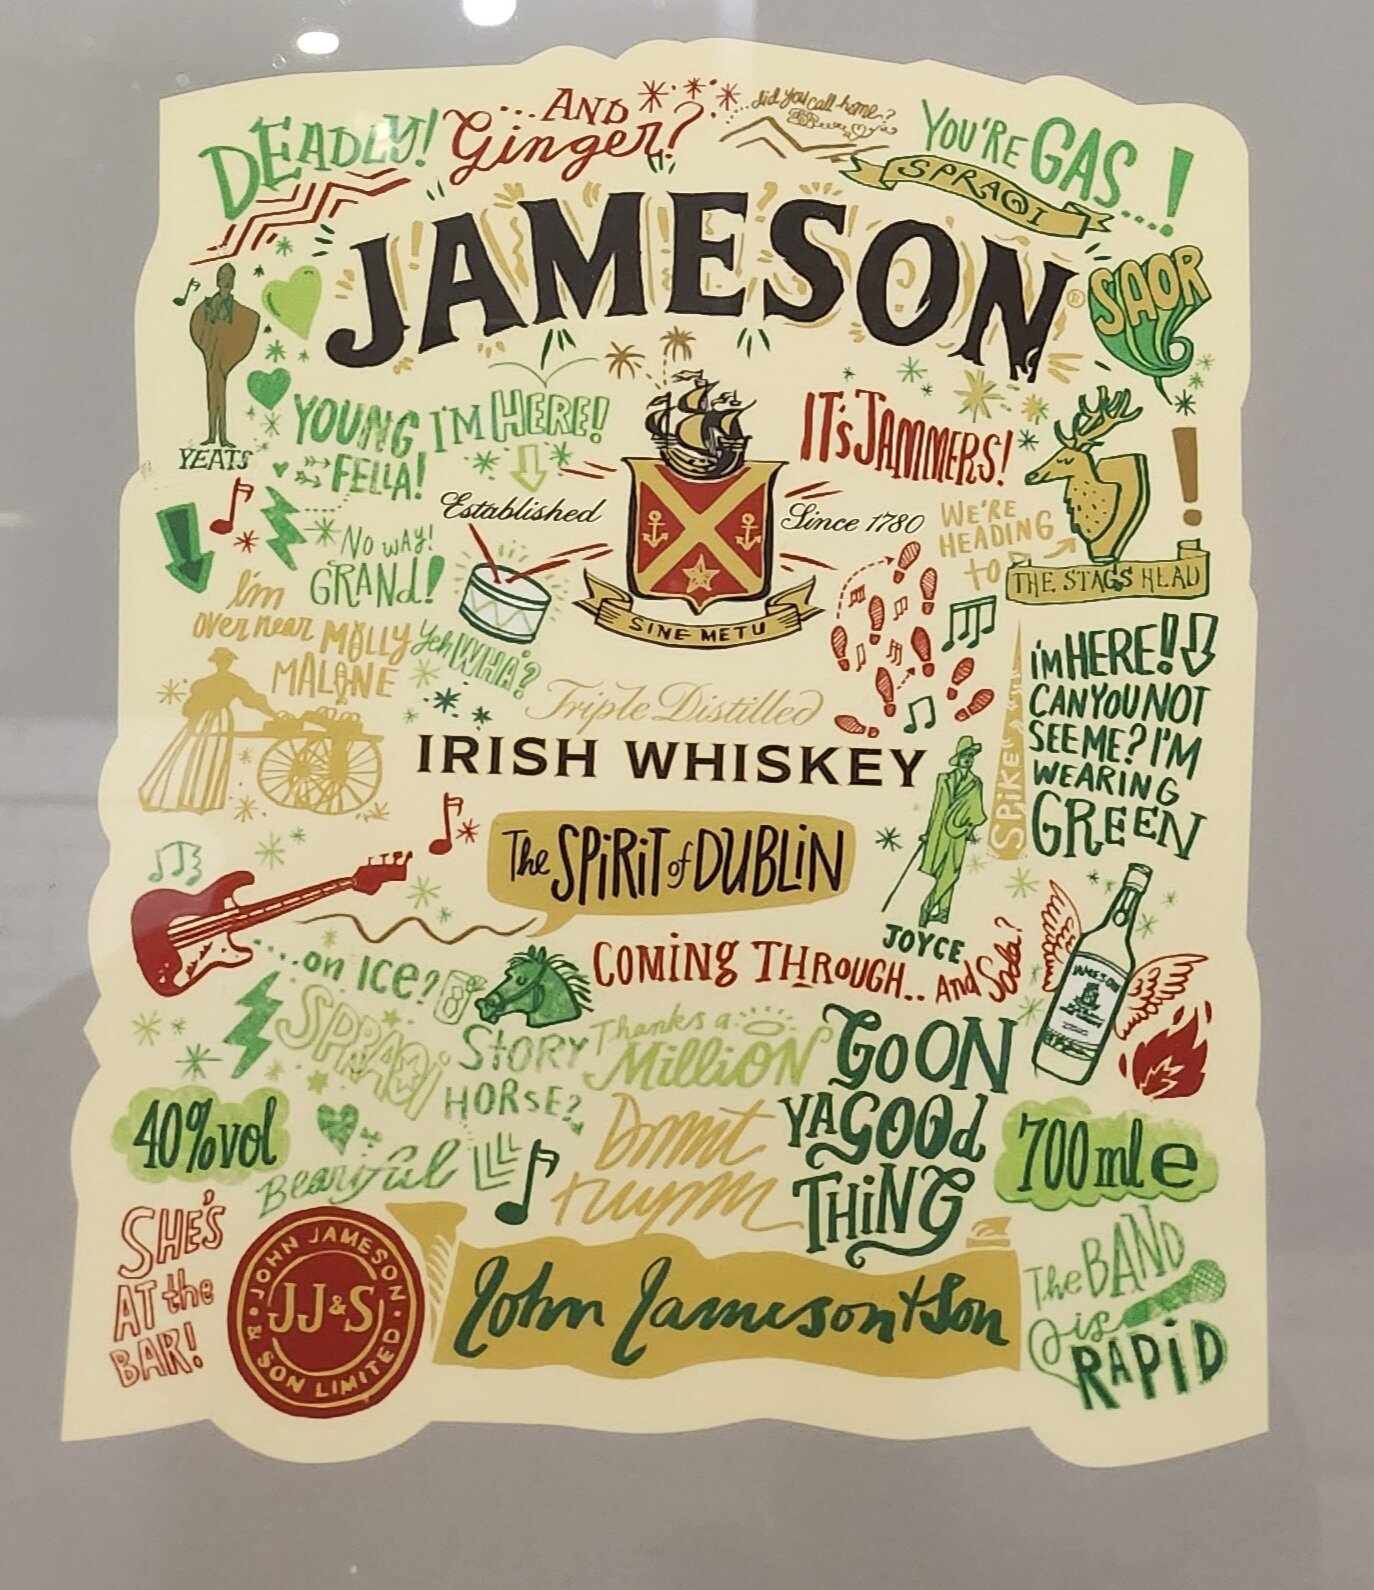 DEADLY!
...AND Ginger?
...did you call home?
YOU'RE GAS...!
SPRAOI
JAMESON®
SAOR
YEATS
YOUNG FELLA!
I'M HERE!
IT'S JAMMERS!
Established
Since 1780
SINE METU
WE'RE
HEADING
TO
THE STAGS HEAD
NO WAY!
GRAND!
I'm
over near MOLLY
MALONE
Yeh WHA?
Triple Distilled
IRISH WHISKEY
I'M HERE!
CAN YOU NOT
SEE ME? I'M
WEARING
GREEN
SPIKE
The SPIRIT of DUBLIN
JOYCE
...on ICE?
COMING THROUGH..
And Soda?
JAMESON
SPRAOI
STORY
HORSE?
Thanks a
Million
GO ON
YA GOOD
THING
40%vol
Beautiful
700ml e
SHE'S
AT the
BAR!
JOHN JAMESON
& SON LIMITED
JJ&S
John Jameson + Son
The BAND
is
RAPID